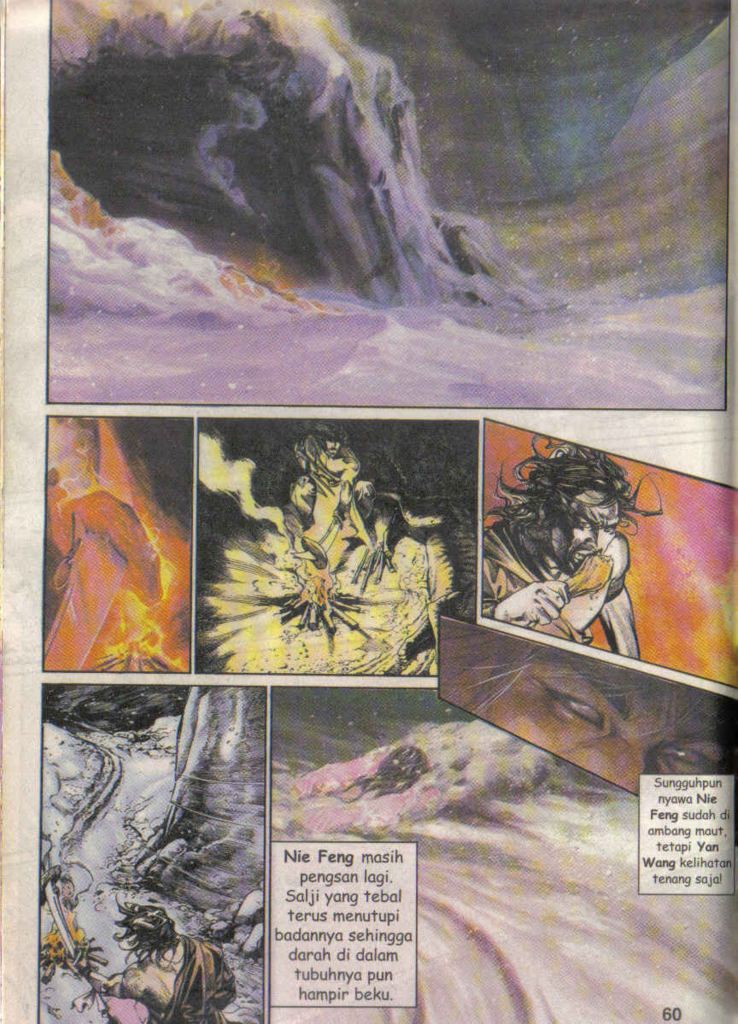 Sungguhpun
nyawa Nie
Feng sudah di
ambang maut,
tetapi Yan
Wang kelihatan
tenang saja!
Nie Feng masih
pengsan lagi.
Salji yang tebal
terus menutupi
badannya sehingga
darah di dalam
tubuhnya pun
hampir beku.
60